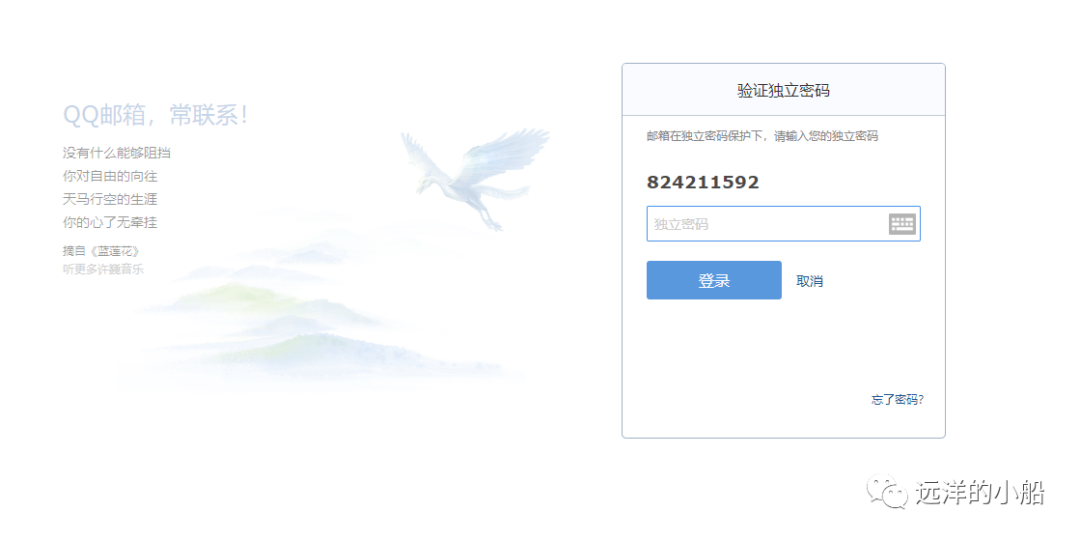 QQ邮箱，常联系！
没有什么能够阻挡
你对自由的向往
天马行空的生涯
你的心了无牵挂
摘自《蓝莲花》
听更多许巍音乐
验证独立密码
邮箱在独立密码保护下，请输入您的独立密码
824211592
独立密码
登录 取消
忘了密码？
远洋的小船